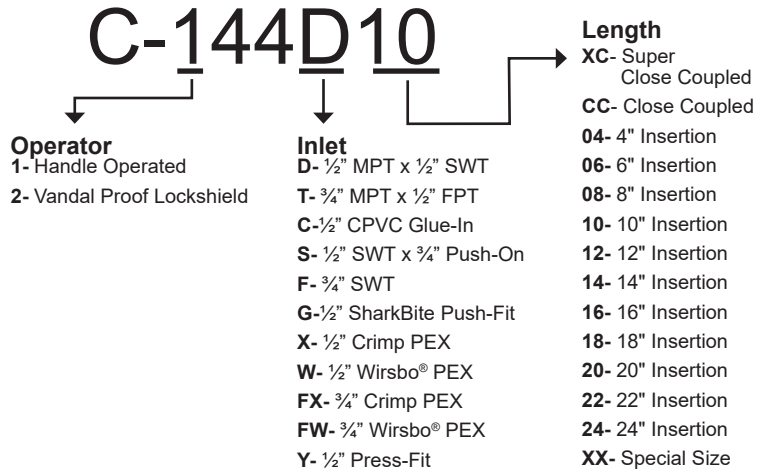 C-144D10
Operator
1- Handle Operated
2- Vandal Proof Lockshield
Inlet
D- ½” MPT x ½” SWT
T- ¾” MPT x ½” FPT
C-½” CPVC Glue-In
S- ½” SWT x ¾” Push-On
F- ¾” SWT
G-½” SharkBite Push-Fit
X- ½” Crimp PEX
W- ½” Wirsbo® PEX
FX- ¾” Crimp PEX
FW- ¾” Wirsbo® PEX
Y- ½” Press-Fit
Length
XC- Super
Close Coupled
CC- Close Coupled
04- 4" Insertion
06- 6" Insertion
08- 8" Insertion
10- 10" Insertion
12- 12" Insertion
14- 14" Insertion
16- 16" Insertion
18- 18" Insertion
20- 20" Insertion
22- 22" Insertion
24- 24" Insertion
XX- Special Size